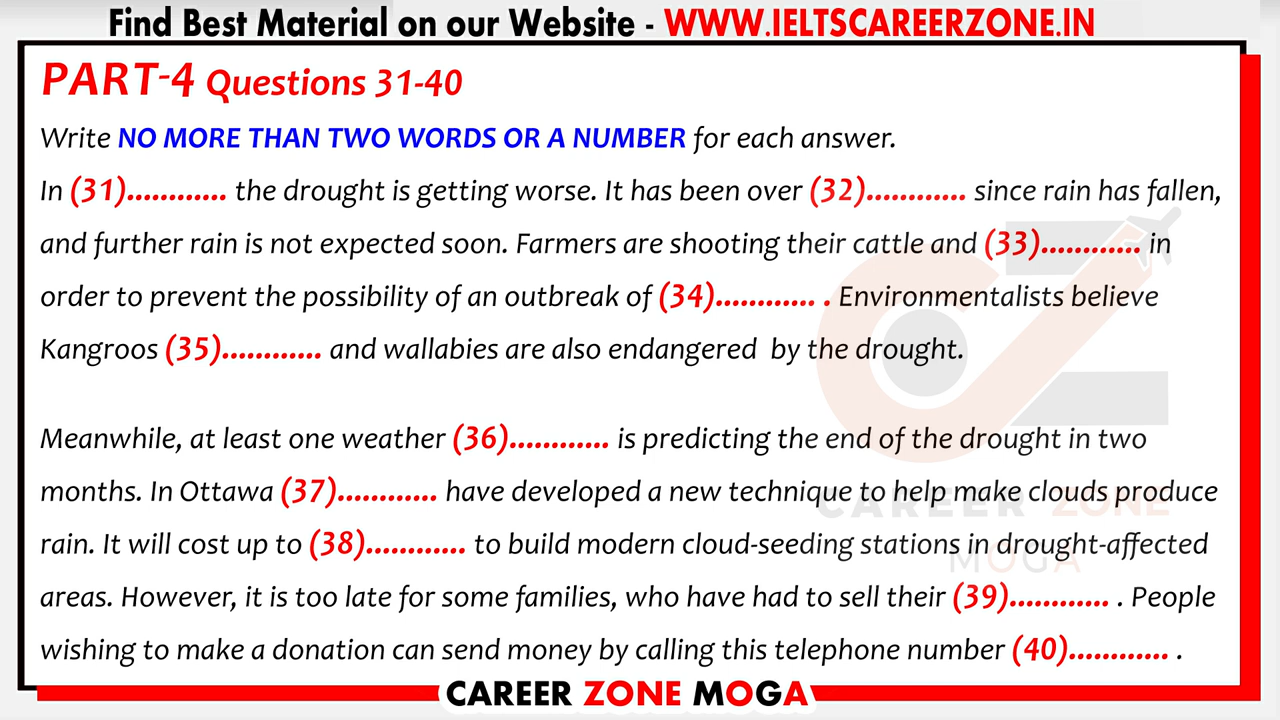 Find Best Material on our Website - WWW.IELTSCAREERZONE.IN
PART-4 Questions 31-40
Write NO MORE THAN TWO WORDS OR A NUMBER for each answer.
In (31)............ the drought is getting worse. It has been over (32)............ since rain has fallen,
and further rain is not expected soon. Farmers are shooting their cattle and (33)............ in
order to prevent the possibility of an outbreak of (34)............ . Environmentalists believe
Kangroos (35)............ and wallabies are also endangered by the drought.
Meanwhile, at least one weather (36)............ is predicting the end of the drought in two
months. In Ottawa (37)............ have developed a new technique to help make clouds produce
rain. It will cost up to (38)............ to build modern cloud-seeding stations in drought-affected
areas. However, it is too late for some families, who have had to sell their (39)............ . People
wishing to make a donation can send money by calling this telephone number (40)............ .
CAREER ZONE
MOGA
CAREER ZONE MOGA